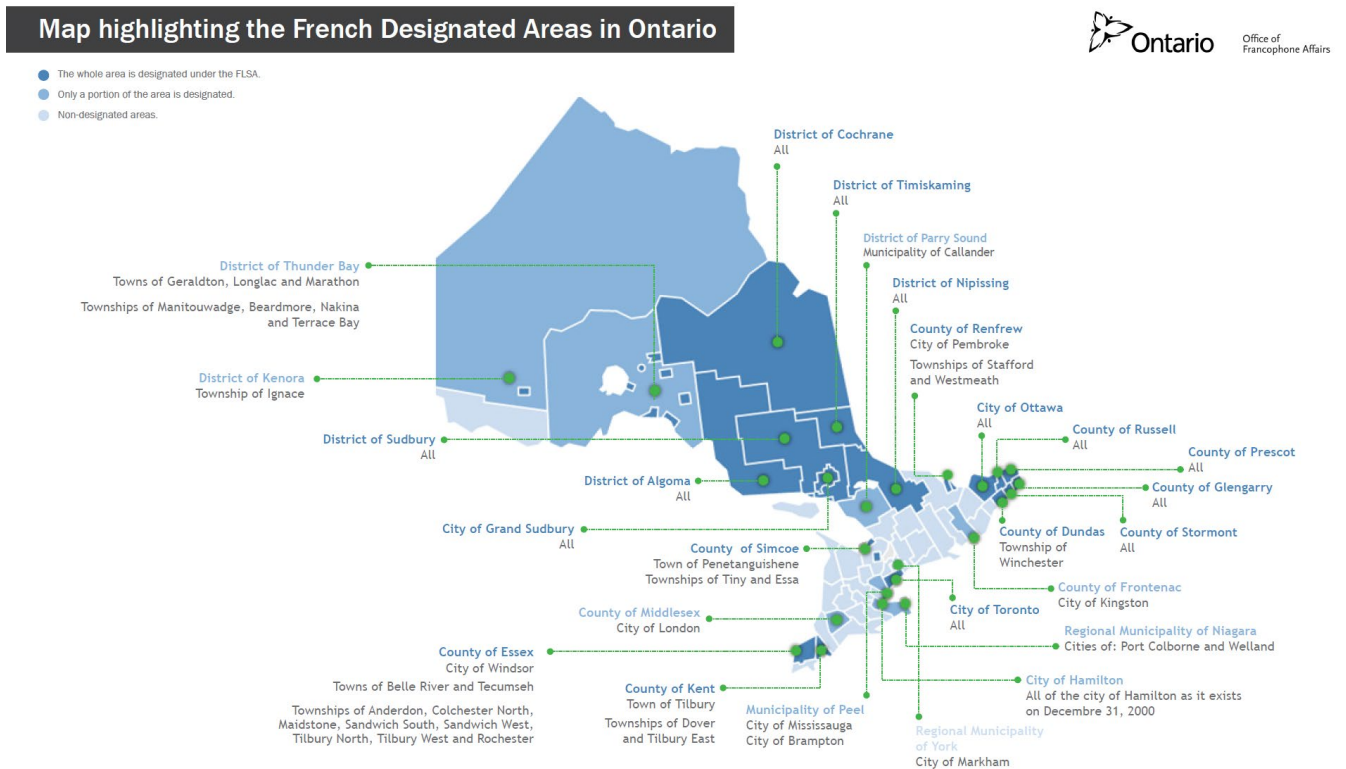 Map highlighting the French Designated Areas in Ontario
Ontario
Office of
Francophone Affairs
The whole area is designated under the FLSA.
Only a portion of the area is designated.
Non-designated areas.
District of Cochrane
All
District of Timiskaming
All
District of Parry Sound
Municipality of Callander
District of Nipissing
All
County of Renfrew
City of Pembroke
Townships of Stafford
and Westmeath
City of Ottawa
All
County of Russell
All
County of Prescot
All
County of Glengarry
All
County of Stormont
All
County of Dundas
Township of
Winchester
County of Frontenac
City of Kingston
City of Toronto
All
Regional Municipality of Niagara
Cities of: Port Colborne and Welland
City of Hamilton
All of the city of Hamilton as it exists
on Decembre 31, 2000
Regional Municipality
of York
City of Markham
Municipality of Peel
City of Mississauga
City of Brampton
County of Kent
Town of Tilbury
Townships of Dover
and Tilbury East
County of Essex
City of Windsor
Towns of Belle River and Tecumseh
Townships of Anderdon, Colchester North,
Maidstone, Sandwich South, Sandwich West,
Tilbury North, Tilbury West and Rochester
County of Middlesex
City of London
County of Simcoe
Town of Penetanguishene
Townships of Tiny and Essa
City of Grand Sudbury
All
District of Algoma
All
District of Sudbury
All
District of Kenora
Township of Ignace
District of Thunder Bay
Towns of Geraldton, Longlac and Marathon
Townships of Manitouwadge, Beardmore, Nakina
and Terrace Bay